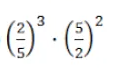 (2/5)³ · (5/2)²